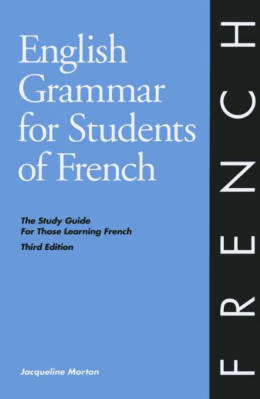 English
Grammar
for Students
of French
The Study Guide
For Those Learning French
Third Edition
Jacqueline Morton
FRENCH